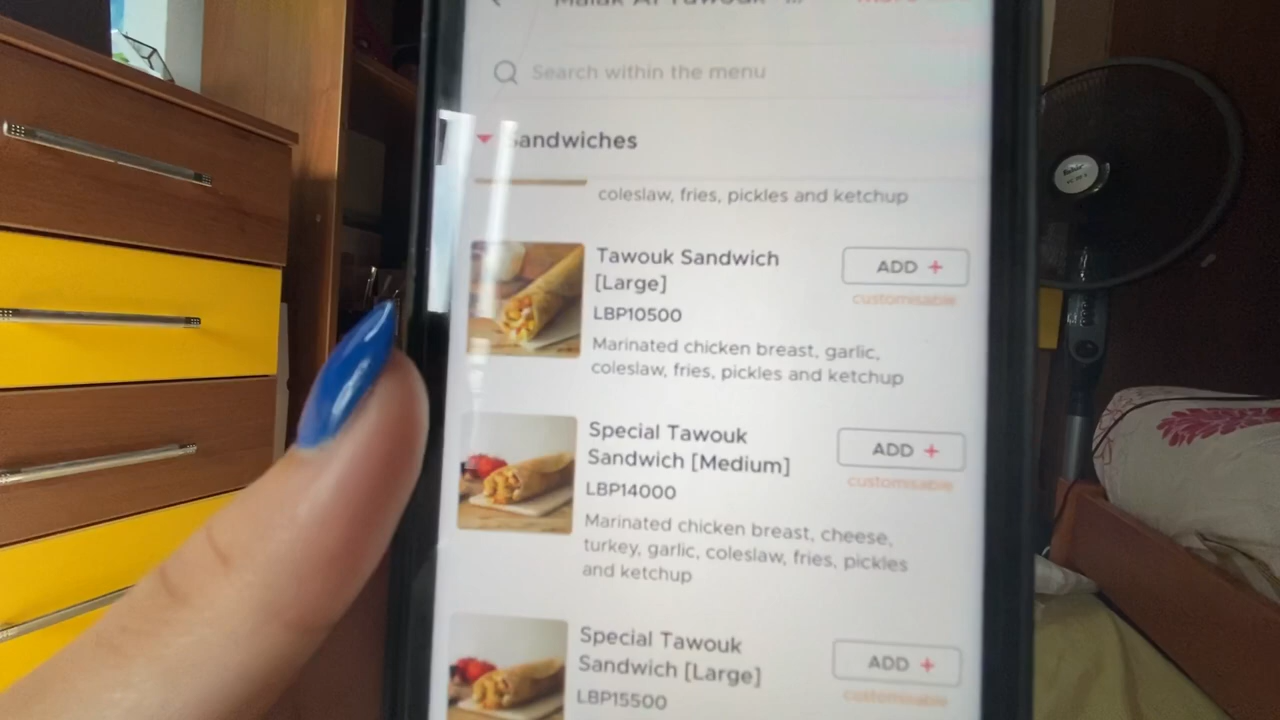 Malak Al Tawouk - ...
Search within the menu
Sandwiches
coleslaw, fries, pickles and ketchup
Tawouk Sandwich
[Large]
ADD +
customisable
LBP10500
Marinated chicken breast, garlic,
coleslaw, fries, pickles and ketchup
Special Tawouk
Sandwich [Medium]
ADD +
customisable
LBP14000
Marinated chicken breast, cheese,
turkey, garlic, coleslaw, fries, pickles
and ketchup
Special Tawouk
Sandwich [Large]
ADD +
customisable
LBP15500